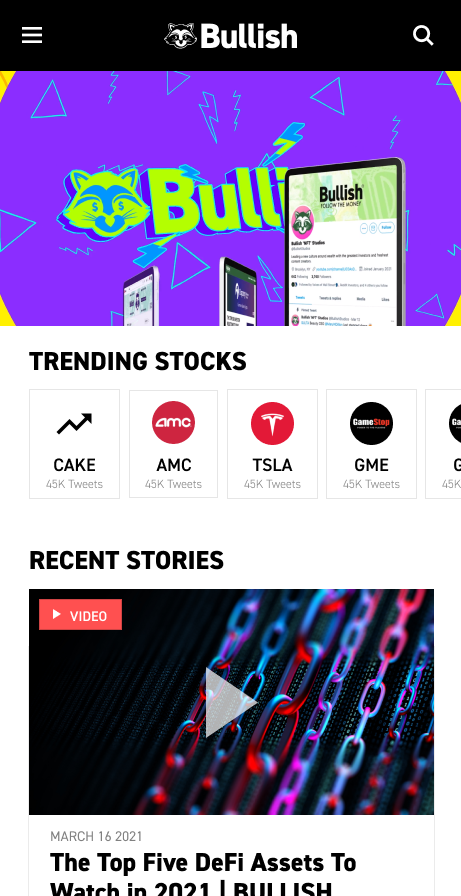 Bullish
Bull
Bullish
FOLLOW THE MONEY
Follow
TRENDING STOCKS
CAKE
45K Tweets
amc
AMC
45K Tweets
TSLA
45K Tweets
GameStop
GME
45K Tweets
G
45K
RECENT STORIES
VIDEO
MARCH 16 2021
The Top Five DeFi Assets To
Watch in 2021 | BULLISH